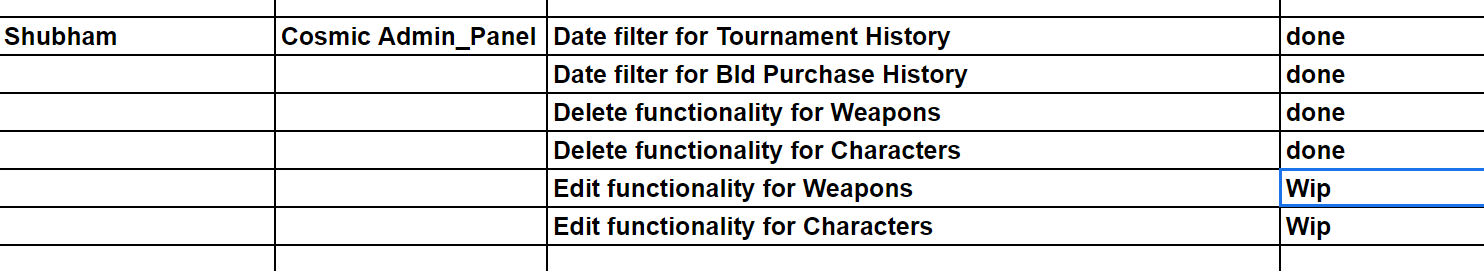 Shubham Cosmic Admin_Panel Date filter for Tournament History done
Date filter for Bld Purchase History done
Delete functionality for Weapons done
Delete functionality for Characters done
Edit functionality for Weapons Wip
Edit functionality for Characters Wip